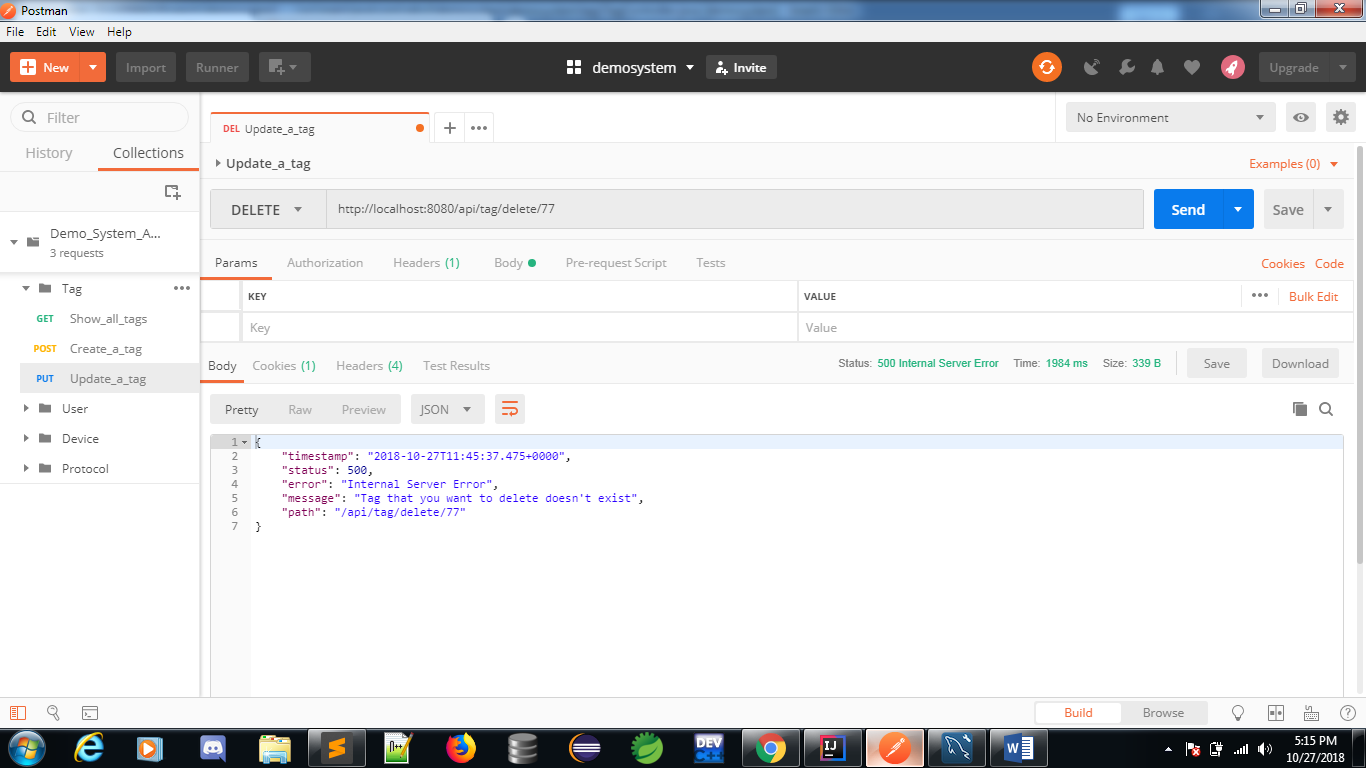 Postman
File Edit View Help
New Import Runner demosystem Invite Upgrade
Filter
History Collections
Demo_System_A...
3 requests
Tag
GET Show_all_tags
POST Create_a_tag
PUT Update_a_tag
User
Device
Protocol
DEL Update_a_tag
No Environment
Update_a_tag Examples (0)
DELETE http://localhost:8080/api/tag/delete/77 Send Save
Params Authorization Headers (1) Body Pre-request Script Tests Cookies Code
KEY VALUE Bulk Edit
Key Value
Body Cookies (1) Headers (4) Test Results Status: 500 Internal Server Error Time: 1984 ms Size: 339 B Save Download
Pretty Raw Preview JSON
1 {
2 "timestamp": "2018-10-27T11:45:37.475+0000",
3 "status": 500,
4 "error": "Internal Server Error",
5 "message": "Tag that you want to delete doesn't exist",
6 "path": "/api/tag/delete/77"
7 }
Build Browse
5:15 PM
10/27/2018